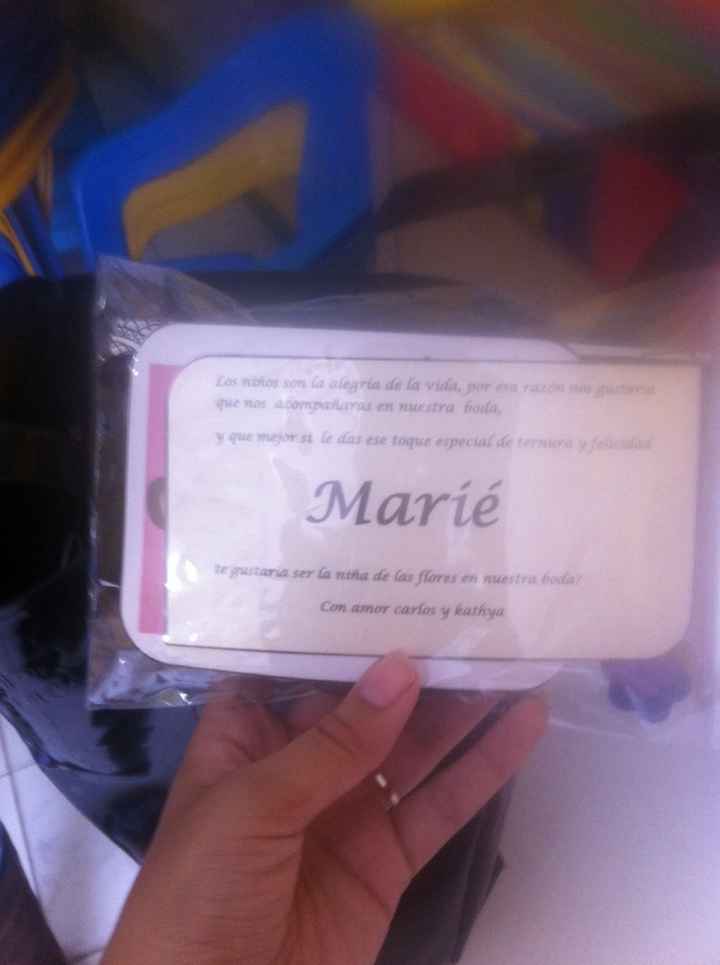 Los niños son la alegría de la vida, por esa razón nos gustaría
que nos acompañaras en nuestra boda,
y que mejor si le das ese toque especial de ternura y felicidad
Marié
te gustaria ser la niña de las flores en nuestra boda?
Con amor carlos y kathya